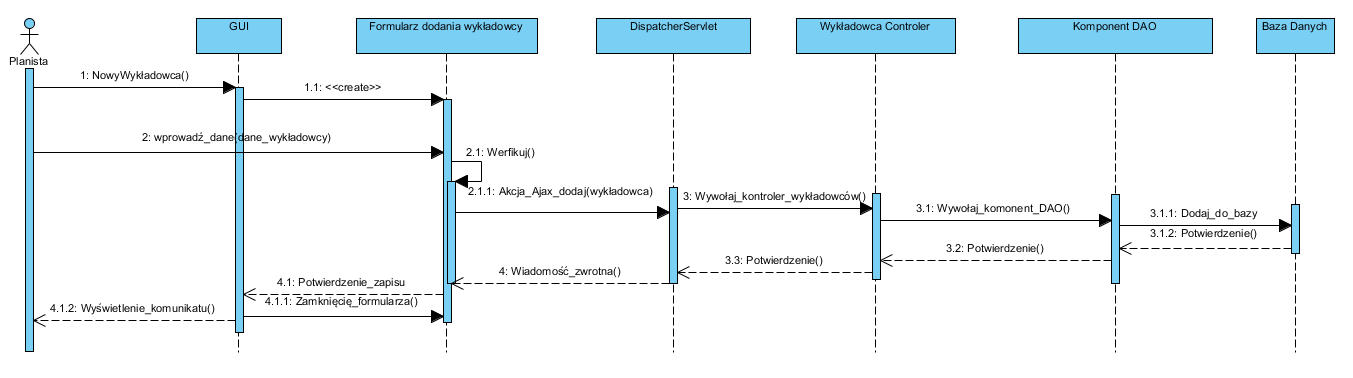 GUI
Formularz dodania wykładowcy
DispatcherServlet
Wykładowca Controler
Komponent DAO
Baza Danych
Planista
1: NowyWykładowca()
1.1: <<create>>
2: wprowadź_dane(dane_wykładowcy)
2.1: Werfikuj()
2.1.1: Akcja_Ajax_dodaj(wykładowca)
3: Wywołaj_kontroler_wykładowców()
3.1: Wywołaj_komonent_DAO()
3.1.1: Dodaj_do_bazy
3.1.2: Potwierdzenie()
3.2: Potwierdzenie()
3.3: Potwierdzenie()
4: Wiadomość_zwrotna()
4.1: Potwierdzenie_zapisu
4.1.1: Zamknięcię_formularza()
4.1.2: Wyświetlenie_komunikatu()